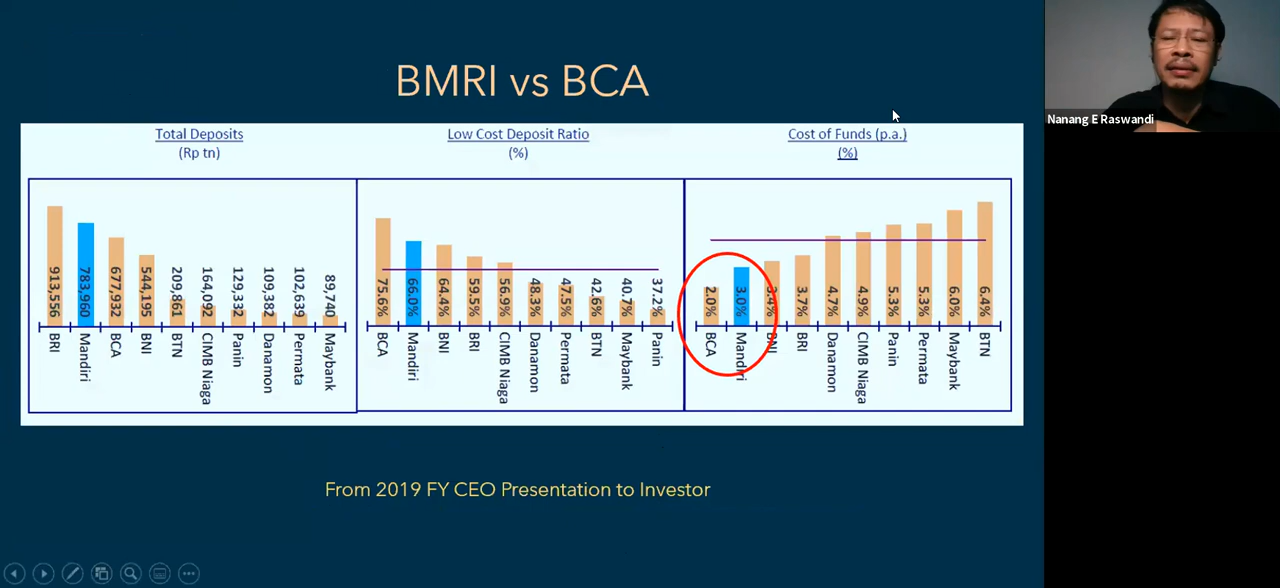 BMRI vs BCA
Total Deposits
(Rp tn)
913,556
783,960
677,932
544,195
209,861
164,092
129,332
109,382
102,639
89,740
BRI
Mandiri
BCA
BNI
BTN
CIMB Niaga
Panin
Danamon
Permata
Maybank
Low Cost Deposit Ratio
(%)
75.6%
66.0%
64.4%
59.5%
56.9%
48.3%
47.5%
42.6%
40.7%
37.2%
BCA
Mandiri
BNI
BRI
CIMB Niaga
Danamon
Permata
BTN
Maybank
Panin
Cost of Funds (p.a.)
(%)
2.0%
3.0%
3.4%
3.7%
4.7%
4.9%
5.3%
5.3%
6.0%
6.4%
BCA
Mandiri
BNI
BRI
Danamon
CIMB Niaga
Panin
Permata
Maybank
BTN
From 2019 FY CEO Presentation to Investor
Nanang E Raswandi